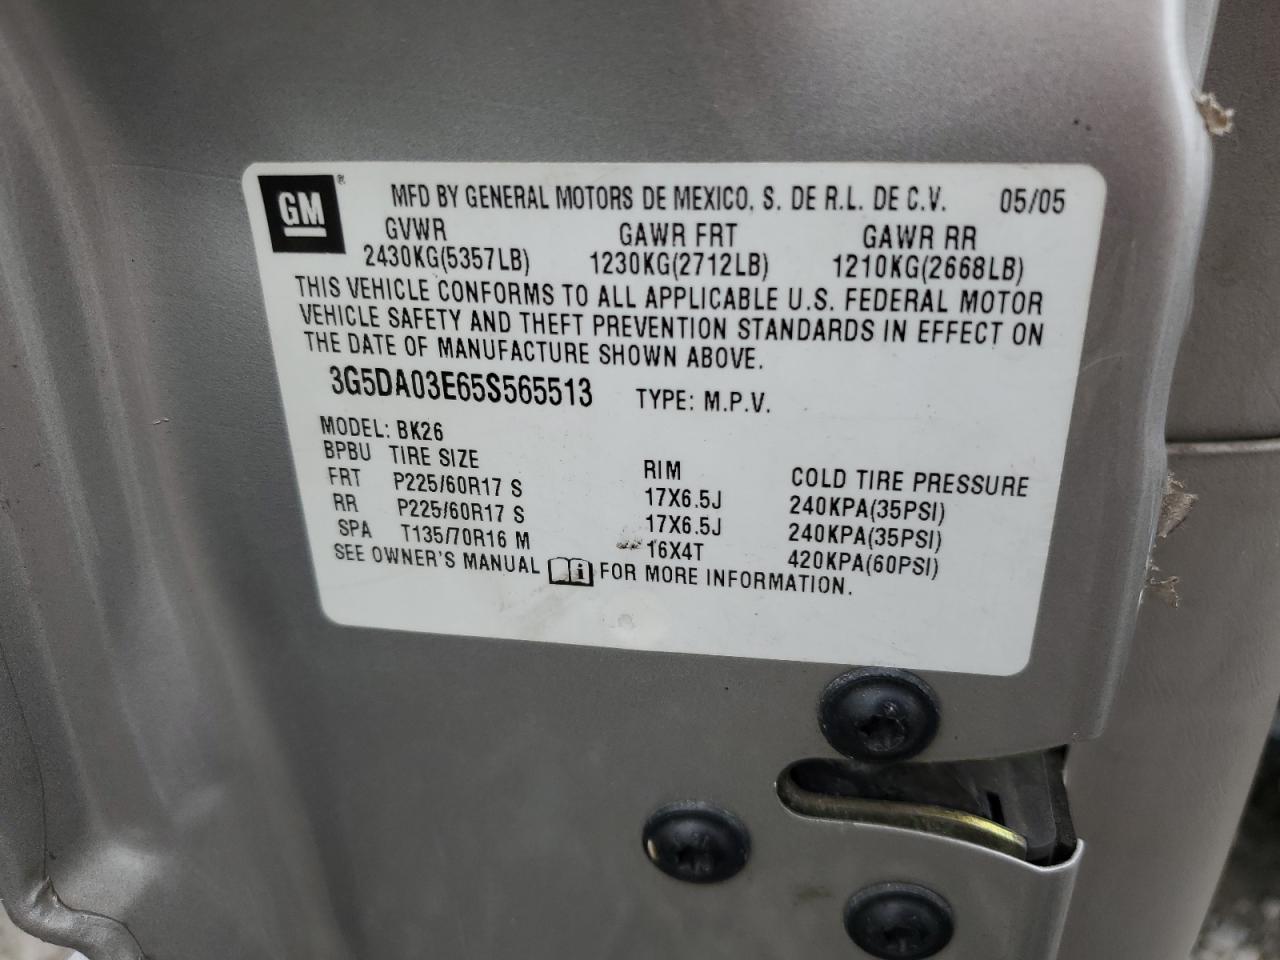 GM ® MFD BY GENERAL MOTORS DE MEXICO, S. DE R.L. DE C.V. 05/05
GVWR GAWR FRT GAWR RR
2430KG(5357LB) 1230KG(2712LB) 1210KG(2668LB)
THIS VEHICLE CONFORMS TO ALL APPLICABLE U.S. FEDERAL MOTOR
VEHICLE SAFETY AND THEFT PREVENTION STANDARDS IN EFFECT ON
THE DATE OF MANUFACTURE SHOWN ABOVE.
3G5DA03E65S565513 TYPE: M.P.V.
MODEL: BK26
BPBU TIRE SIZE RIM COLD TIRE PRESSURE
FRT P225/60R17 S 17X6.5J 240KPA(35PSI)
RR P225/60R17 S 17X6.5J 240KPA(35PSI)
SPA T135/70R16 M 16X4T 420KPA(60PSI)
SEE OWNER'S MANUAL i FOR MORE INFORMATION.